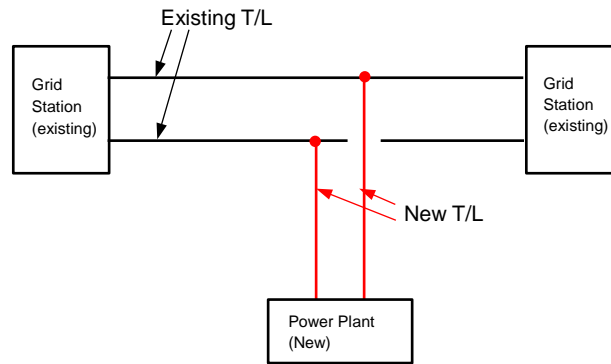 Existing T/L
Grid
Station
(existing)
Grid
Station
(existing)
New T/L
Power Plant
(New)